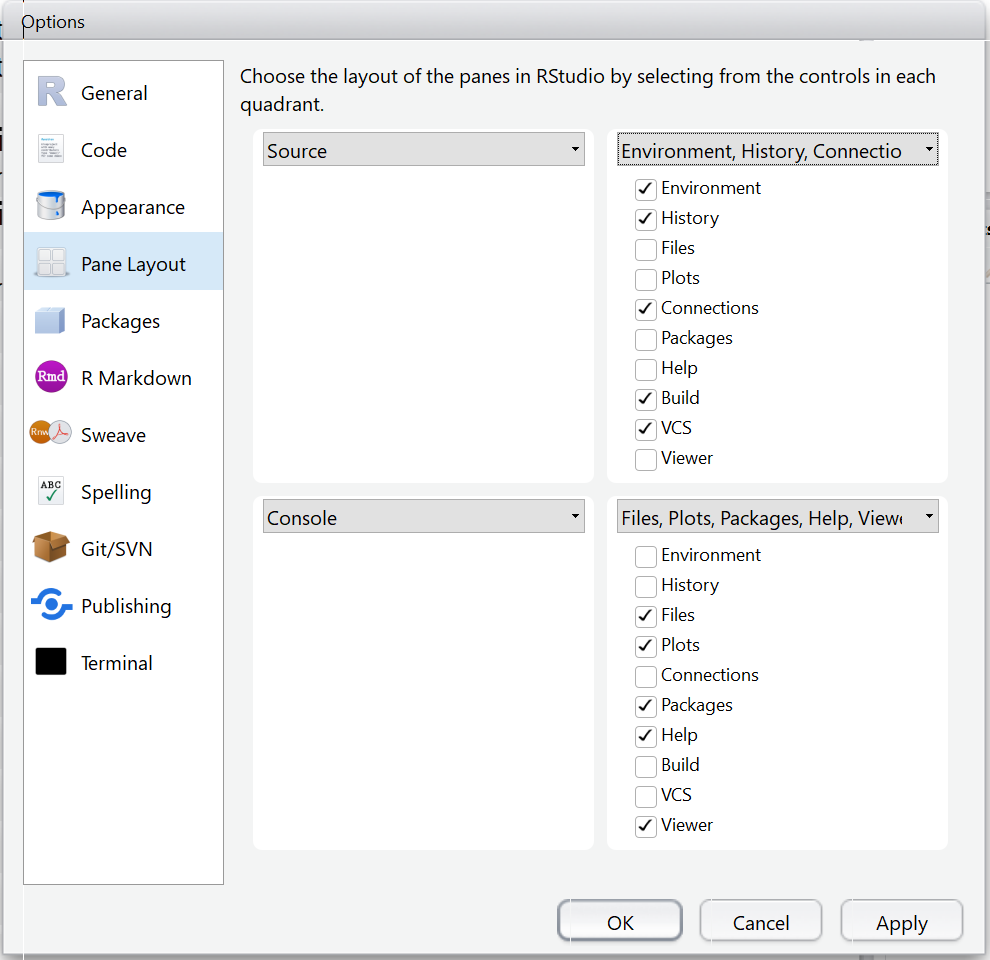 Options
General
Code
Appearance
Pane Layout
Packages
Rmd
R Markdown
Rnw
Sweave
ABC
Spelling
Git/SVN
Publishing
Terminal
Choose the layout of the panes in RStudio by selecting from the controls in each
quadrant.
Source
Environment, History, Connectio
Environment
History
Files
Plots
Connections
Packages
Help
Build
VCS
Viewer
Console
Files, Plots, Packages, Help, Viewe
Environment
History
Files
Plots
Connections
Packages
Help
Build
VCS
Viewer
OK
Cancel
Apply